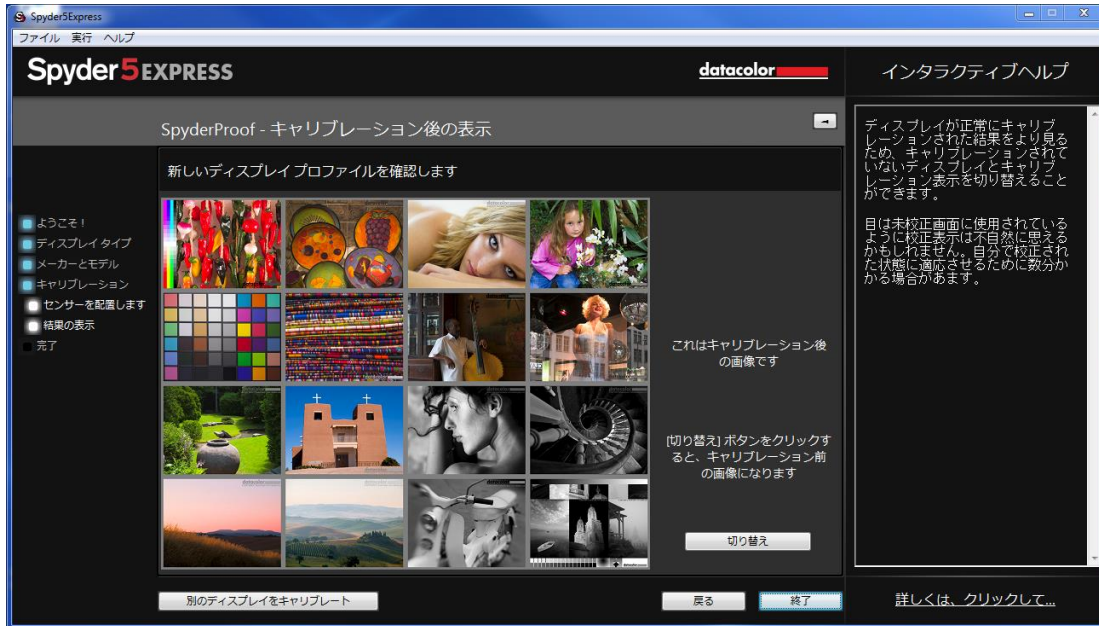 Spyder5Express
ファイル 実行 ヘルプ
Spyder5EXPRESS
datacolor
インタラクティブヘルプ
SpyderProof - キャリブレーション後の表示
新しいディスプレイ プロファイルを確認します
ようこそ！
ディスプレイ タイプ
メーカーとモデル
キャリブレーション
センサーを配置します
結果の表示
完了
これはキャリブレーション後
の画像です
[切り替え] ボタンをクリックす
ると、キャリブレーション前
の画像になります
切り替え
別のディスプレイをキャリブレート
戻る
終了
ディスプレイが正常にキャリブ
レーションされた結果をより見る
ため、キャリブレーションされて
いないディスプレイとキャリブ
レーション表示を切り替えること
ができます。
目は未校正画面に使用されている
ように校正表示は不自然に思える
かもしれません。自分で校正され
た状態に適応させるために数分か
かる場合があます。
詳しくは、クリックして...